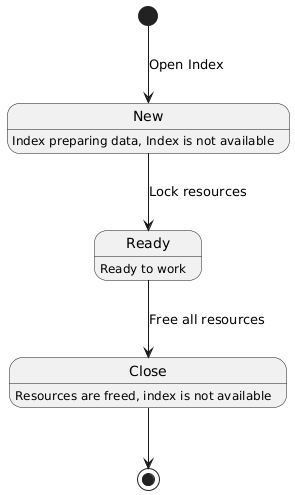 Open Index
New
Index preparing data, Index is not available
Lock resources
Ready
Ready to work
Free all resources
Close
Resources are freed, index is not available